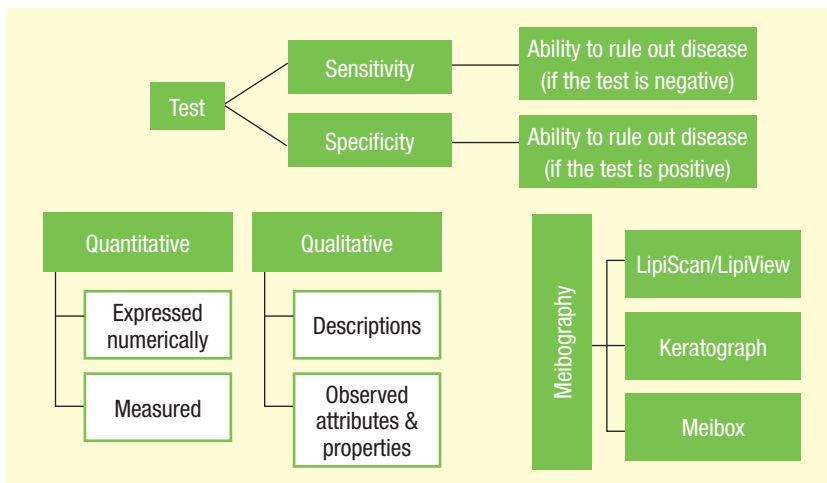 Test
Sensitivity
Ability to rule out disease
(if the test is negative)
Specificity
Ability to rule out disease
(if the test is positive)
Quantitative
Expressed
numerically
Measured
Qualitative
Descriptions
Observed
attributes &
properties
Meibography
LipiScan/LipiView
Keratograph
Meibox